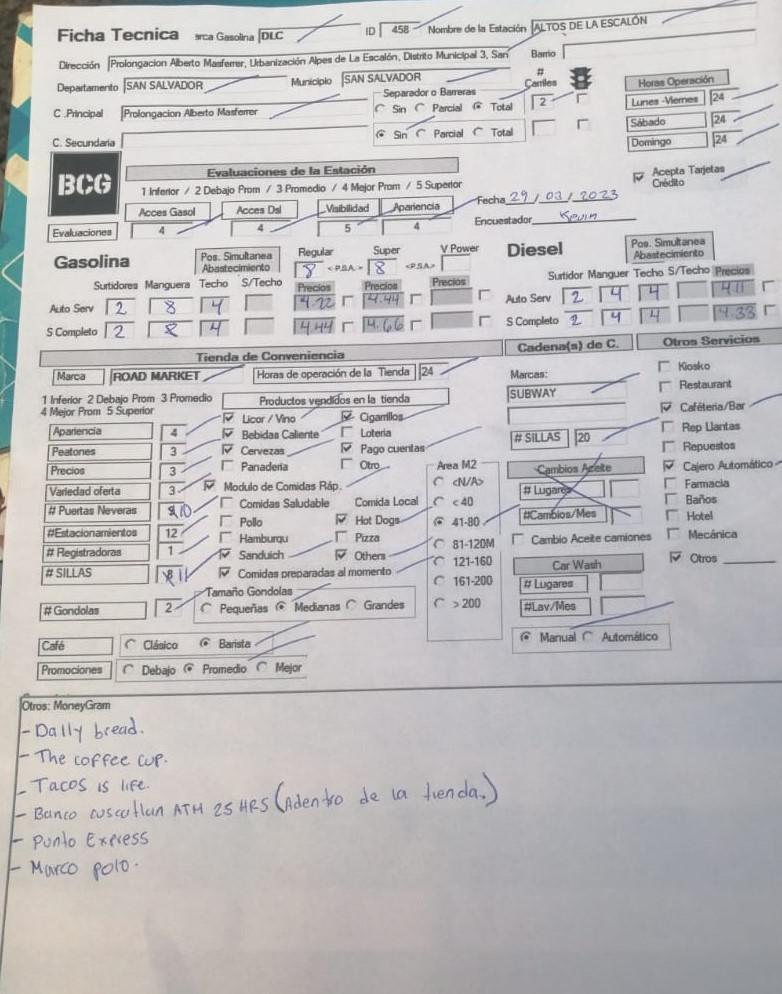 Ficha Tecnica arca Gasolina DLC ID 458 Nombre de la Estación ALTOS DE LA ESCALÓN
Dirección Prolongacion Alberto Masferrer, Urbanización Alpes de La Escalón, Distrito Municipal 3, San Barrio
Departamento SAN SALVADOR Municipio SAN SALVADOR
Separador o Barreras # Carriles Horas Operación
C .Principal Prolongacion Alberto Masferrer Sin Parcial Total 2 Lunes -Viernes 24
Sábado 24
C. Secundaria Sin Parcial Total Domingo 24
BCG Evaluaciones de la Estación
1 Inferior / 2 Debajo Prom / 3 Promedio / 4 Mejor Prom / 5 Superior
Acepta Tarjetas Crédito
Fecha 29 / 03 / 2023
Acces Gasol Acces Dsl Visibilidad Apariencia
Encuestador Kevin
Evaluaciones 4 4 5 4
Gasolina Pos. Simultanea Abastecimiento Regular Super V Power
8 <P.S.A.> 8 <P.S.A.>
Diesel Pos. Simultanea Abastecimiento
Surtidores Manguera Techo S/Techo Precios Precios Precios
Surtidor Manguer Techo S/Techo Precios
Auto Serv 2 8 4 4.22 4.44
Auto Serv 2 4 4 4.11
S Completo 2 8 4 4.44 4.66
S Completo 2 4 4 4.33
Tienda de Conveniencia Cadena(s) de C. Otros Servicios
Marca ROAD MARKET Horas de operación de la Tienda 24
Marcas:
SUBWAY
# SILLAS 20
Kiosko
Restaurant
Caféteria/Bar
Rep Llantas
Repuestos
Cajero Automático
Farmacia
Baños
Hotel
Mecánica
Otros
1 Inferior 2 Debajo Prom 3 Promedio
4 Mejor Prom 5 Superior
Productos vendidos en la tienda
Apariencia 4
Peatones 3
Precios 3
Variedad oferta 3
# Puertas Neveras 10
#Estacionamientos 12
# Registradoras 1
# SILLAS 11
# Gondolas 2
Licor / Vino Cigarrillos
Bebidas Caliente Loteria
Cervezas Pago cuentas
Panadería Otro
Modulo de Comidas Ráp.
Comidas Saludable Comida Local
Pollo Hot Dogs
Hamburqu Pizza
Sanduich Others
Comidas preparadas al momento
Tamaño Gondolas
Pequeñas Medianas Grandes
Area M2
<N/A>
< 40
41-80
81-120M
121-160
161-200
> 200
Cambios Aceite
# Lugares
#Cambios/Mes
Cambio Aceite camiones
Car Wash
# Lugares
#Lav/Mes
Manual Automático
Café Clásico Barista
Promociones Debajo Promedio Mejor
Otros: MoneyGram
- Dally bread.
- The coffee cup.
- Tacos is life.
- Banco cuscutlan ATM 25 HRS (Adentro de la tienda.)
- Punto Express
- Marco polo.